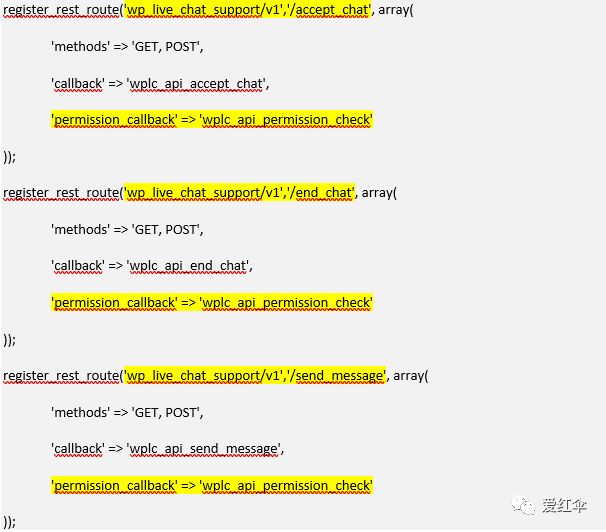 register_rest_route('wp_live_chat_support/v1','/accept_chat', array(
'methods' => 'GET, POST',
'callback' => 'wplc_api_accept_chat',
'permission_callback' => 'wplc_api_permission_check'
));
register_rest_route('wp_live_chat_support/v1','/end_chat', array(
'methods' => 'GET, POST',
'callback' => 'wplc_api_end_chat',
'permission_callback' => 'wplc_api_permission_check'
));
register_rest_route('wp_live_chat_support/v1','/send_message', array(
'methods' => 'GET, POST',
'callback' => 'wplc_api_send_message',
'permission_callback' => 'wplc_api_permission_check'
));
爱红伞